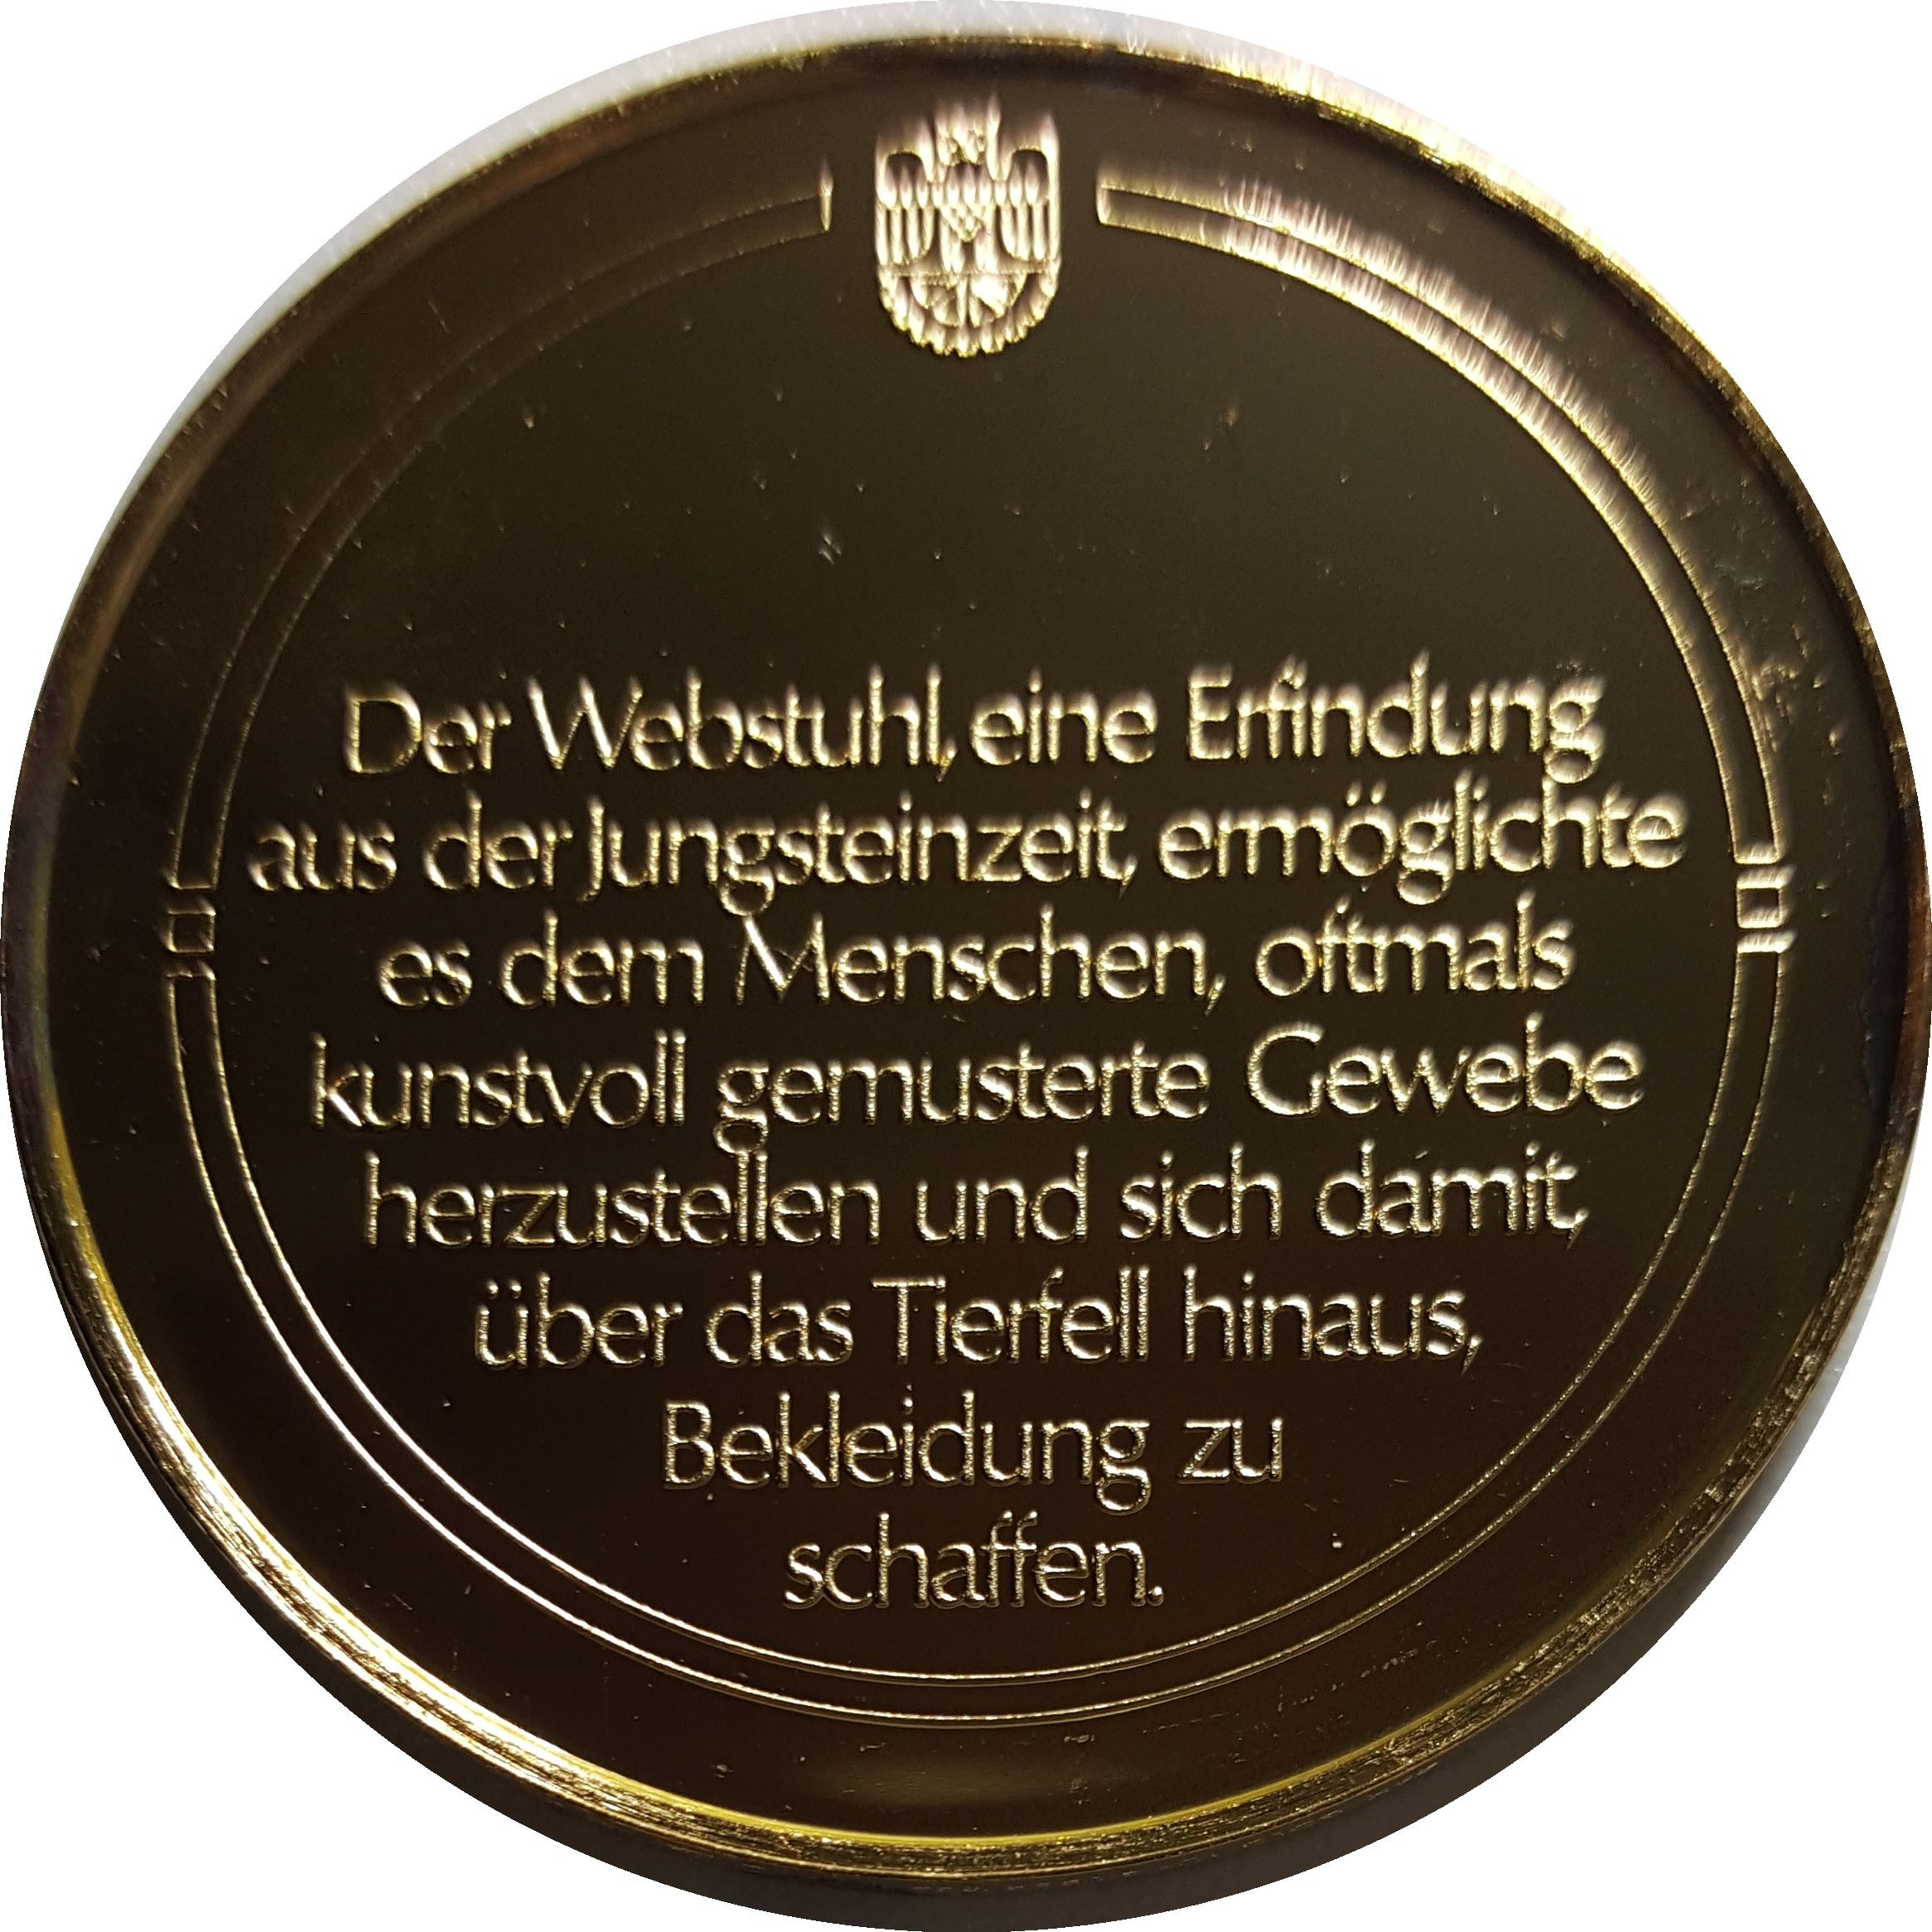 Der Webstuhl, eine Erfindung
aus der Jungsteinzeit, ermöglichte
es dem Menschen, oftmals
kunstvoll gemusterte Gewebe
herzustellen und sich damit,
über das Tierfell hinaus,
Bekleidung zu
schaffen.